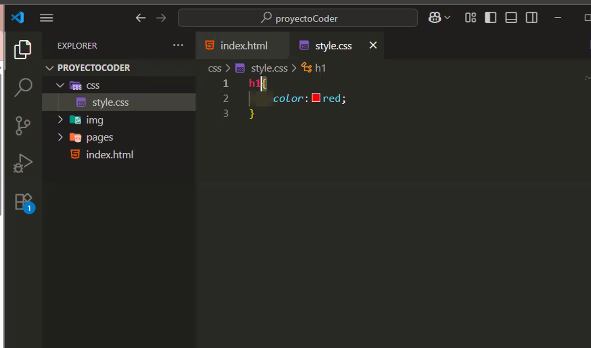 proyectoCoder
EXPLORER
index.html
style.css
PROYECTOCODER
css > style.css > h1
css
style.css
img
pages
index.html
1 h1{
2 color:red;
3 }
1